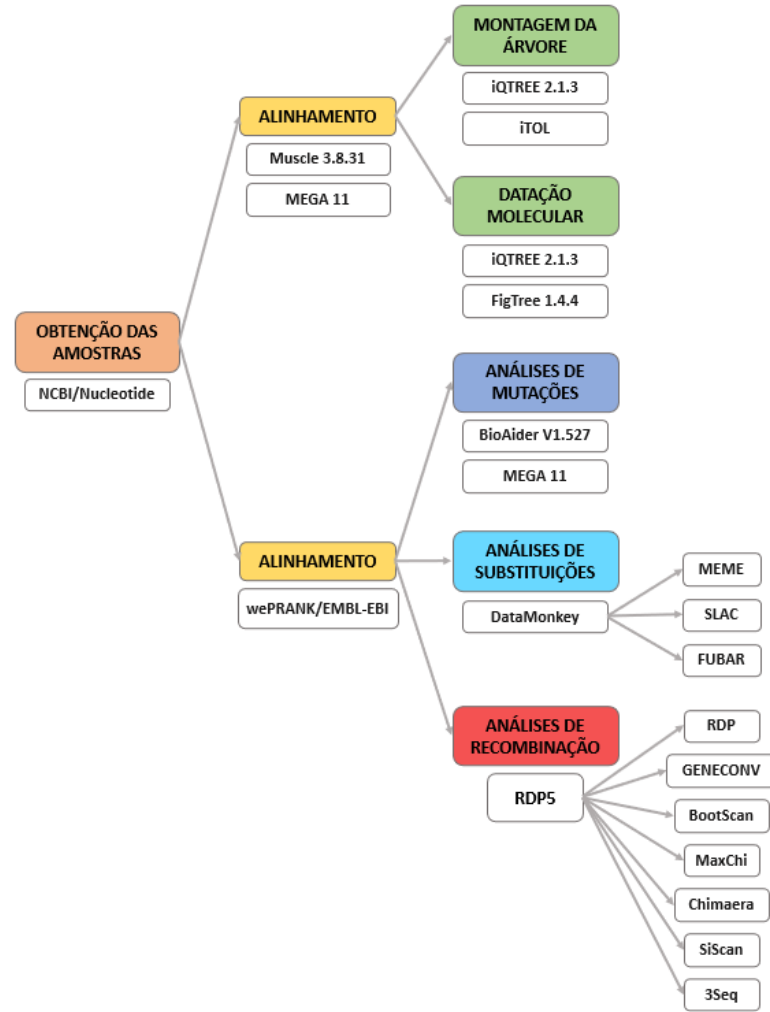 OBTENÇÃO DAS
AMOSTRAS
NCBI/Nucleotide
ALINHAMENTO
Muscle 3.8.31
MEGA 11
MONTAGEM DA
ÁRVORE
iQTREE 2.1.3
iTOL
DATAÇÃO
MOLECULAR
iQTREE 2.1.3
FigTree 1.4.4
ALINHAMENTO
wePRANK/EMBL-EBI
ANÁLISES DE
MUTAÇÕES
BioAider V1.527
MEGA 11
ANÁLISES DE
SUBSTITUIÇÕES
DataMonkey
MEME
SLAC
FUBAR
ANÁLISES DE
RECOMBINAÇÃO
RDP5
RDP
GENECONV
BootScan
MaxChi
Chimaera
SiScan
3Seq